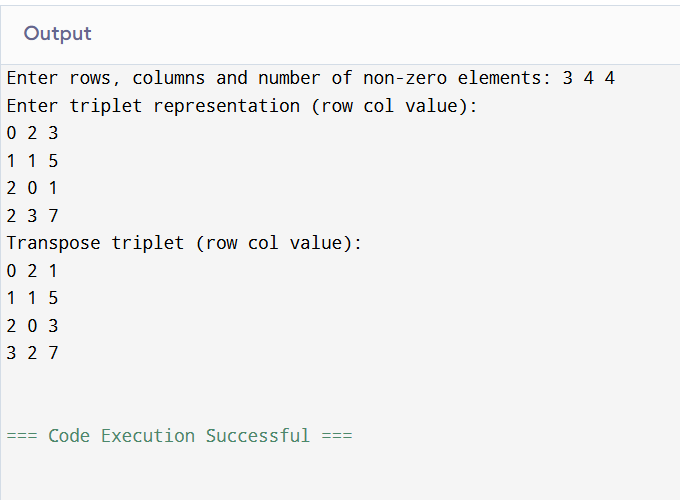 Output
Enter rows, columns and number of non-zero elements: 3 4 4
Enter triplet representation (row col value):
0 2 3
1 1 5
2 0 1
2 3 7
Transpose triplet (row col value):
0 2 1
1 1 5
2 0 3
3 2 7
=== Code Execution Successful ===